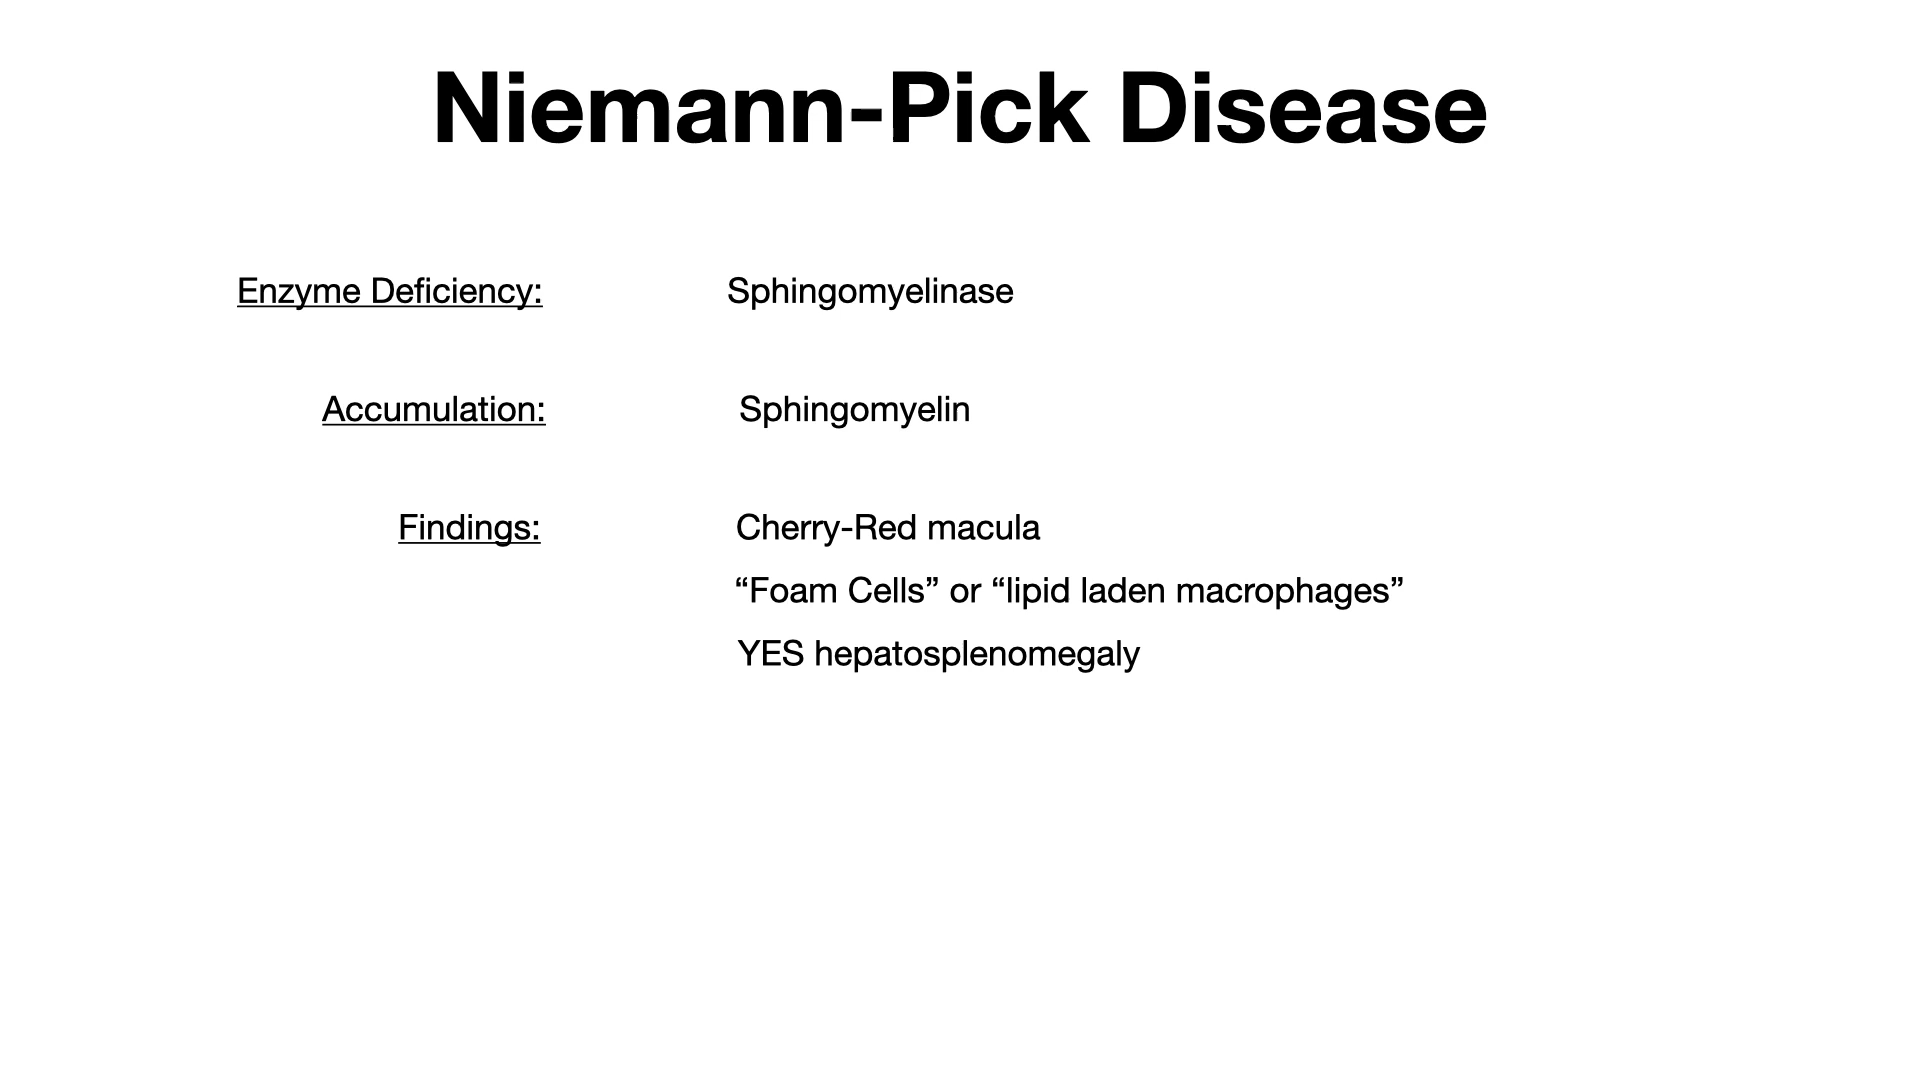 Niemann-Pick Disease
Enzyme Deficiency: Sphingomyelinase
Accumulation: Sphingomyelin
Findings: Cherry-Red macula
“Foam Cells” or “lipid laden macrophages”
YES hepatosplenomegaly